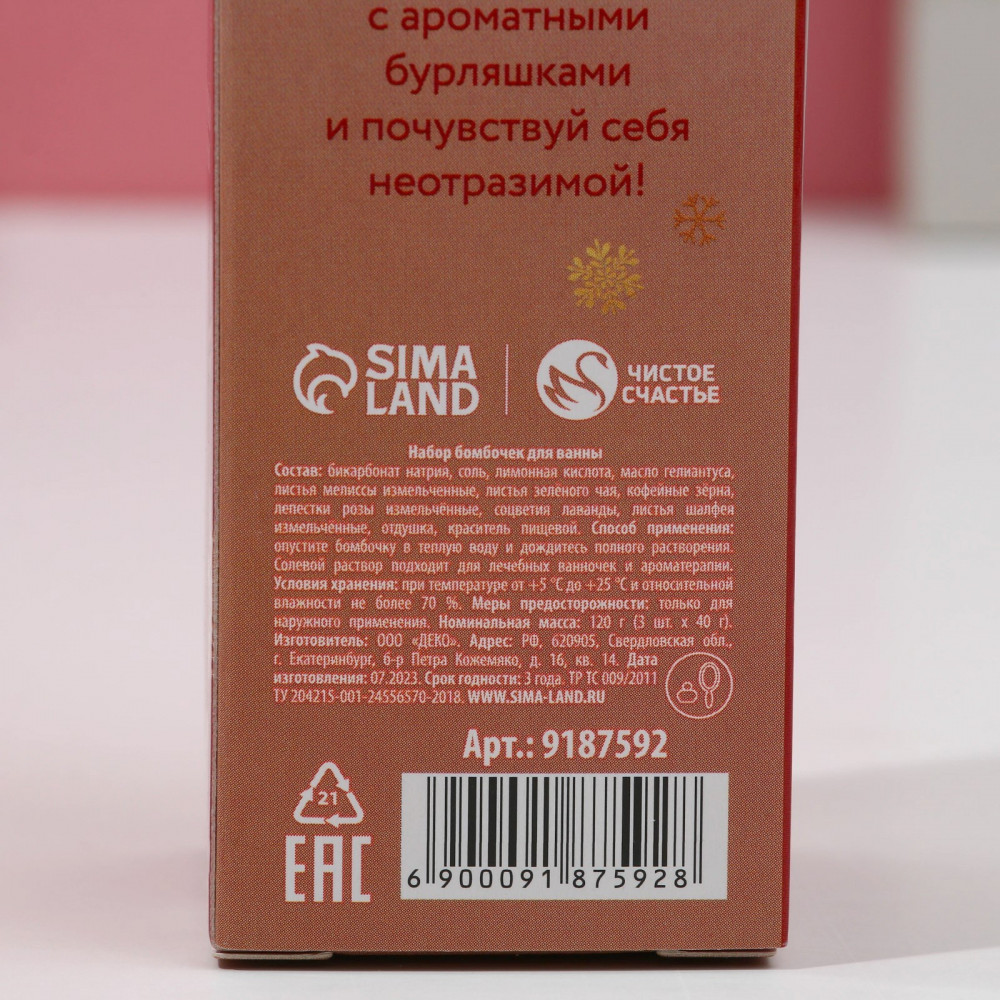 с ароматными
бурляшками
и почувствуй себя
неотразимой!
SIMA
LAND
ЧИСТОЕ
СЧАСТЬЕ
Набор бомбочек для ванны
Состав: бикарбонат натрия, соль, лимонная кислота, масло гелиантуса,
листья мелиссы измельченные, листья зелёного чая, кофейные зёрна,
лепестки розы измельчённые, соцветия лаванды, листья шалфея
измельчённые, отдушка, краситель пищевой. Способ применения:
опустите бомбочку в теплую воду и дождитесь полного растворения.
Солевой раствор подходит для лечебных ванночек и ароматерапии.
Условия хранения: при температуре от +5 °С до +25 °С и относительной
влажности не более 70 %. Меры предосторожности: только для
наружного применения. Номинальная масса: 120 г (3 шт. х 40 г).
Изготовитель: ООО «ДЕКО». Адрес: РФ, 620905, Свердловская обл.,
г. Екатеринбург, б-р Петра Кожемяко, д. 16, кв. 14. Дата
изготовления: 07.2023. Срок годности: 3 года. ТР ТС 009/2011
ТУ 204215-001-24556570-2018. WWW.SIMA-LAND.RU
Арт.: 9187592
21
EAC
6 900091 875928